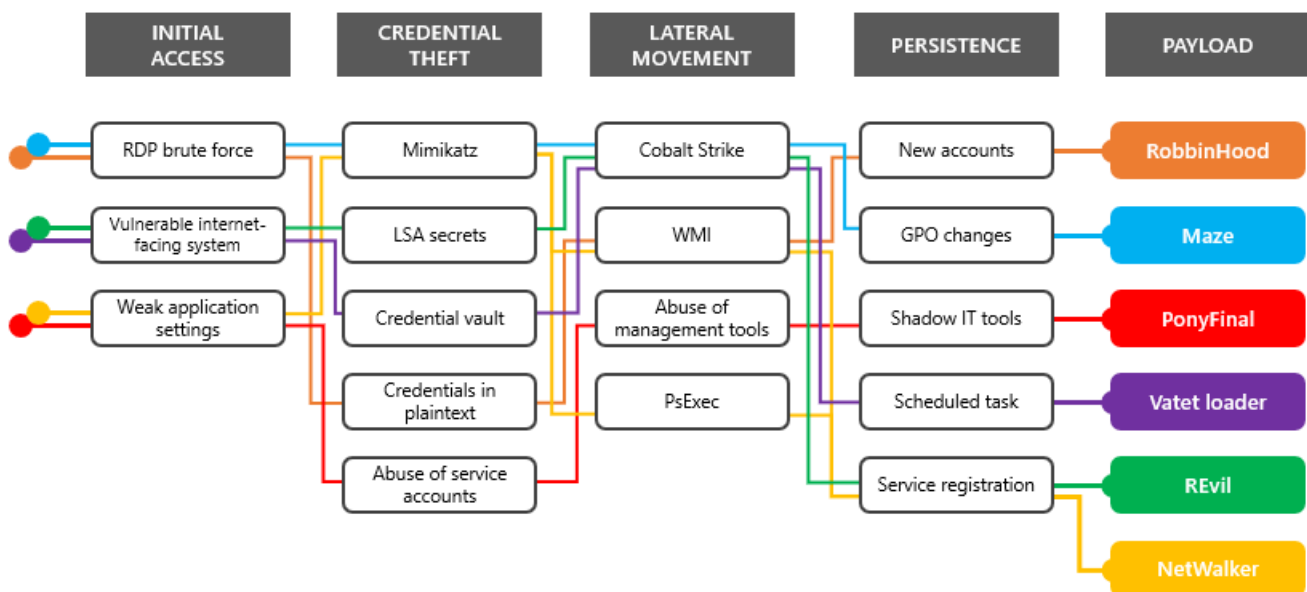 INITIAL
ACCESS
CREDENTIAL
THEFT
LATERAL
MOVEMENT
PERSISTENCE
PAYLOAD
RDP brute force
Mimikatz
Cobalt Strike
New accounts
RobbinHood
Vulnerable internet-
facing system
LSA secrets
WMI
GPO changes
Maze
Weak application
settings
Credential vault
Abuse of
management tools
Shadow IT tools
PonyFinal
Credentials in
plaintext
PsExec
Scheduled task
Vatet loader
Abuse of service
accounts
Service registration
REvil
NetWalker